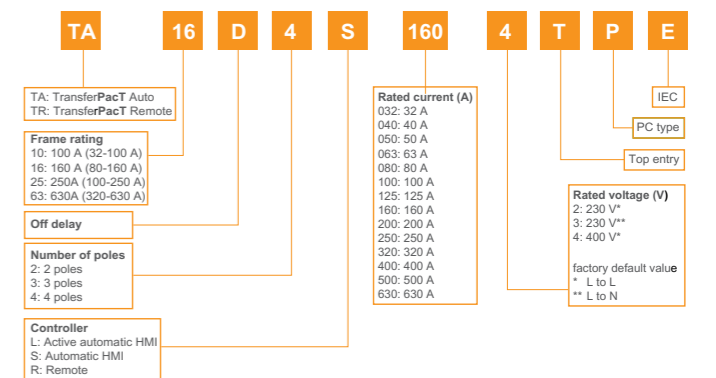 TA 16 D 4 S 160 4 T P E
TA: TransferPacT Auto
TR: TransferPacT Remote
Frame rating
10: 100 A (32-100 A)
16: 160 A (80-160 A)
25: 250A (100-250 A)
63: 630A (320-630 A)
Off delay
Number of poles
2: 2 poles
3: 3 poles
4: 4 poles
Controller
L: Active automatic HMI
S: Automatic HMI
R: Remote
Rated current (A)
032: 32 A
040: 40 A
050: 50 A
063: 63 A
080: 80 A
100: 100 A
125: 125 A
160: 160 A
200: 200 A
250: 250 A
320: 320 A
400: 400 A
500: 500 A
630: 630 A
IEC
PC type
Top entry
Rated voltage (V)
2: 230 V*
3: 230 V**
4: 400 V*
factory default value
* L to L
** L to N